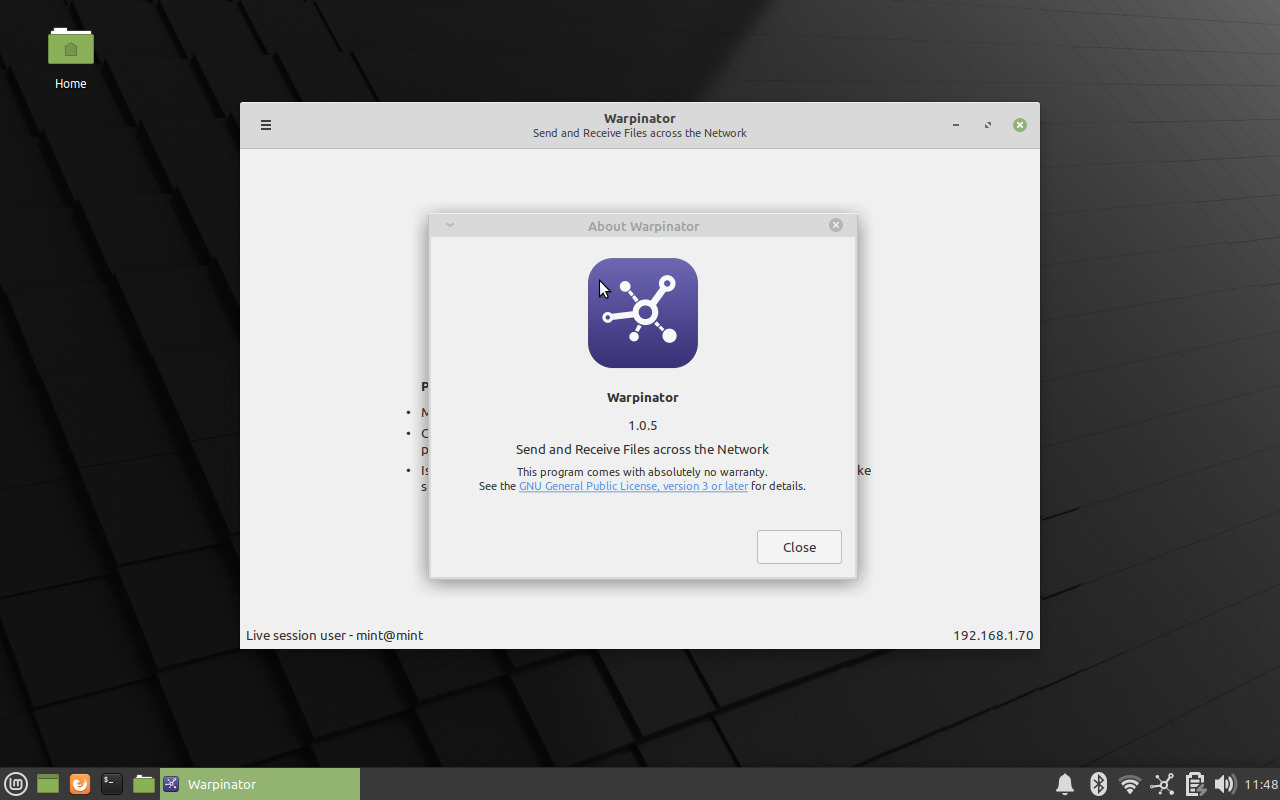 Home
Warpinator
Send and Receive Files across the Network
About Warpinator
Warpinator
1.0.5
Send and Receive Files across the Network
This program comes with absolutely no warranty.
See the GNU General Public License, version 3 or later for details.
Close
Live session user - mint@mint
192.168.1.70
$-
Warpinator
11:48